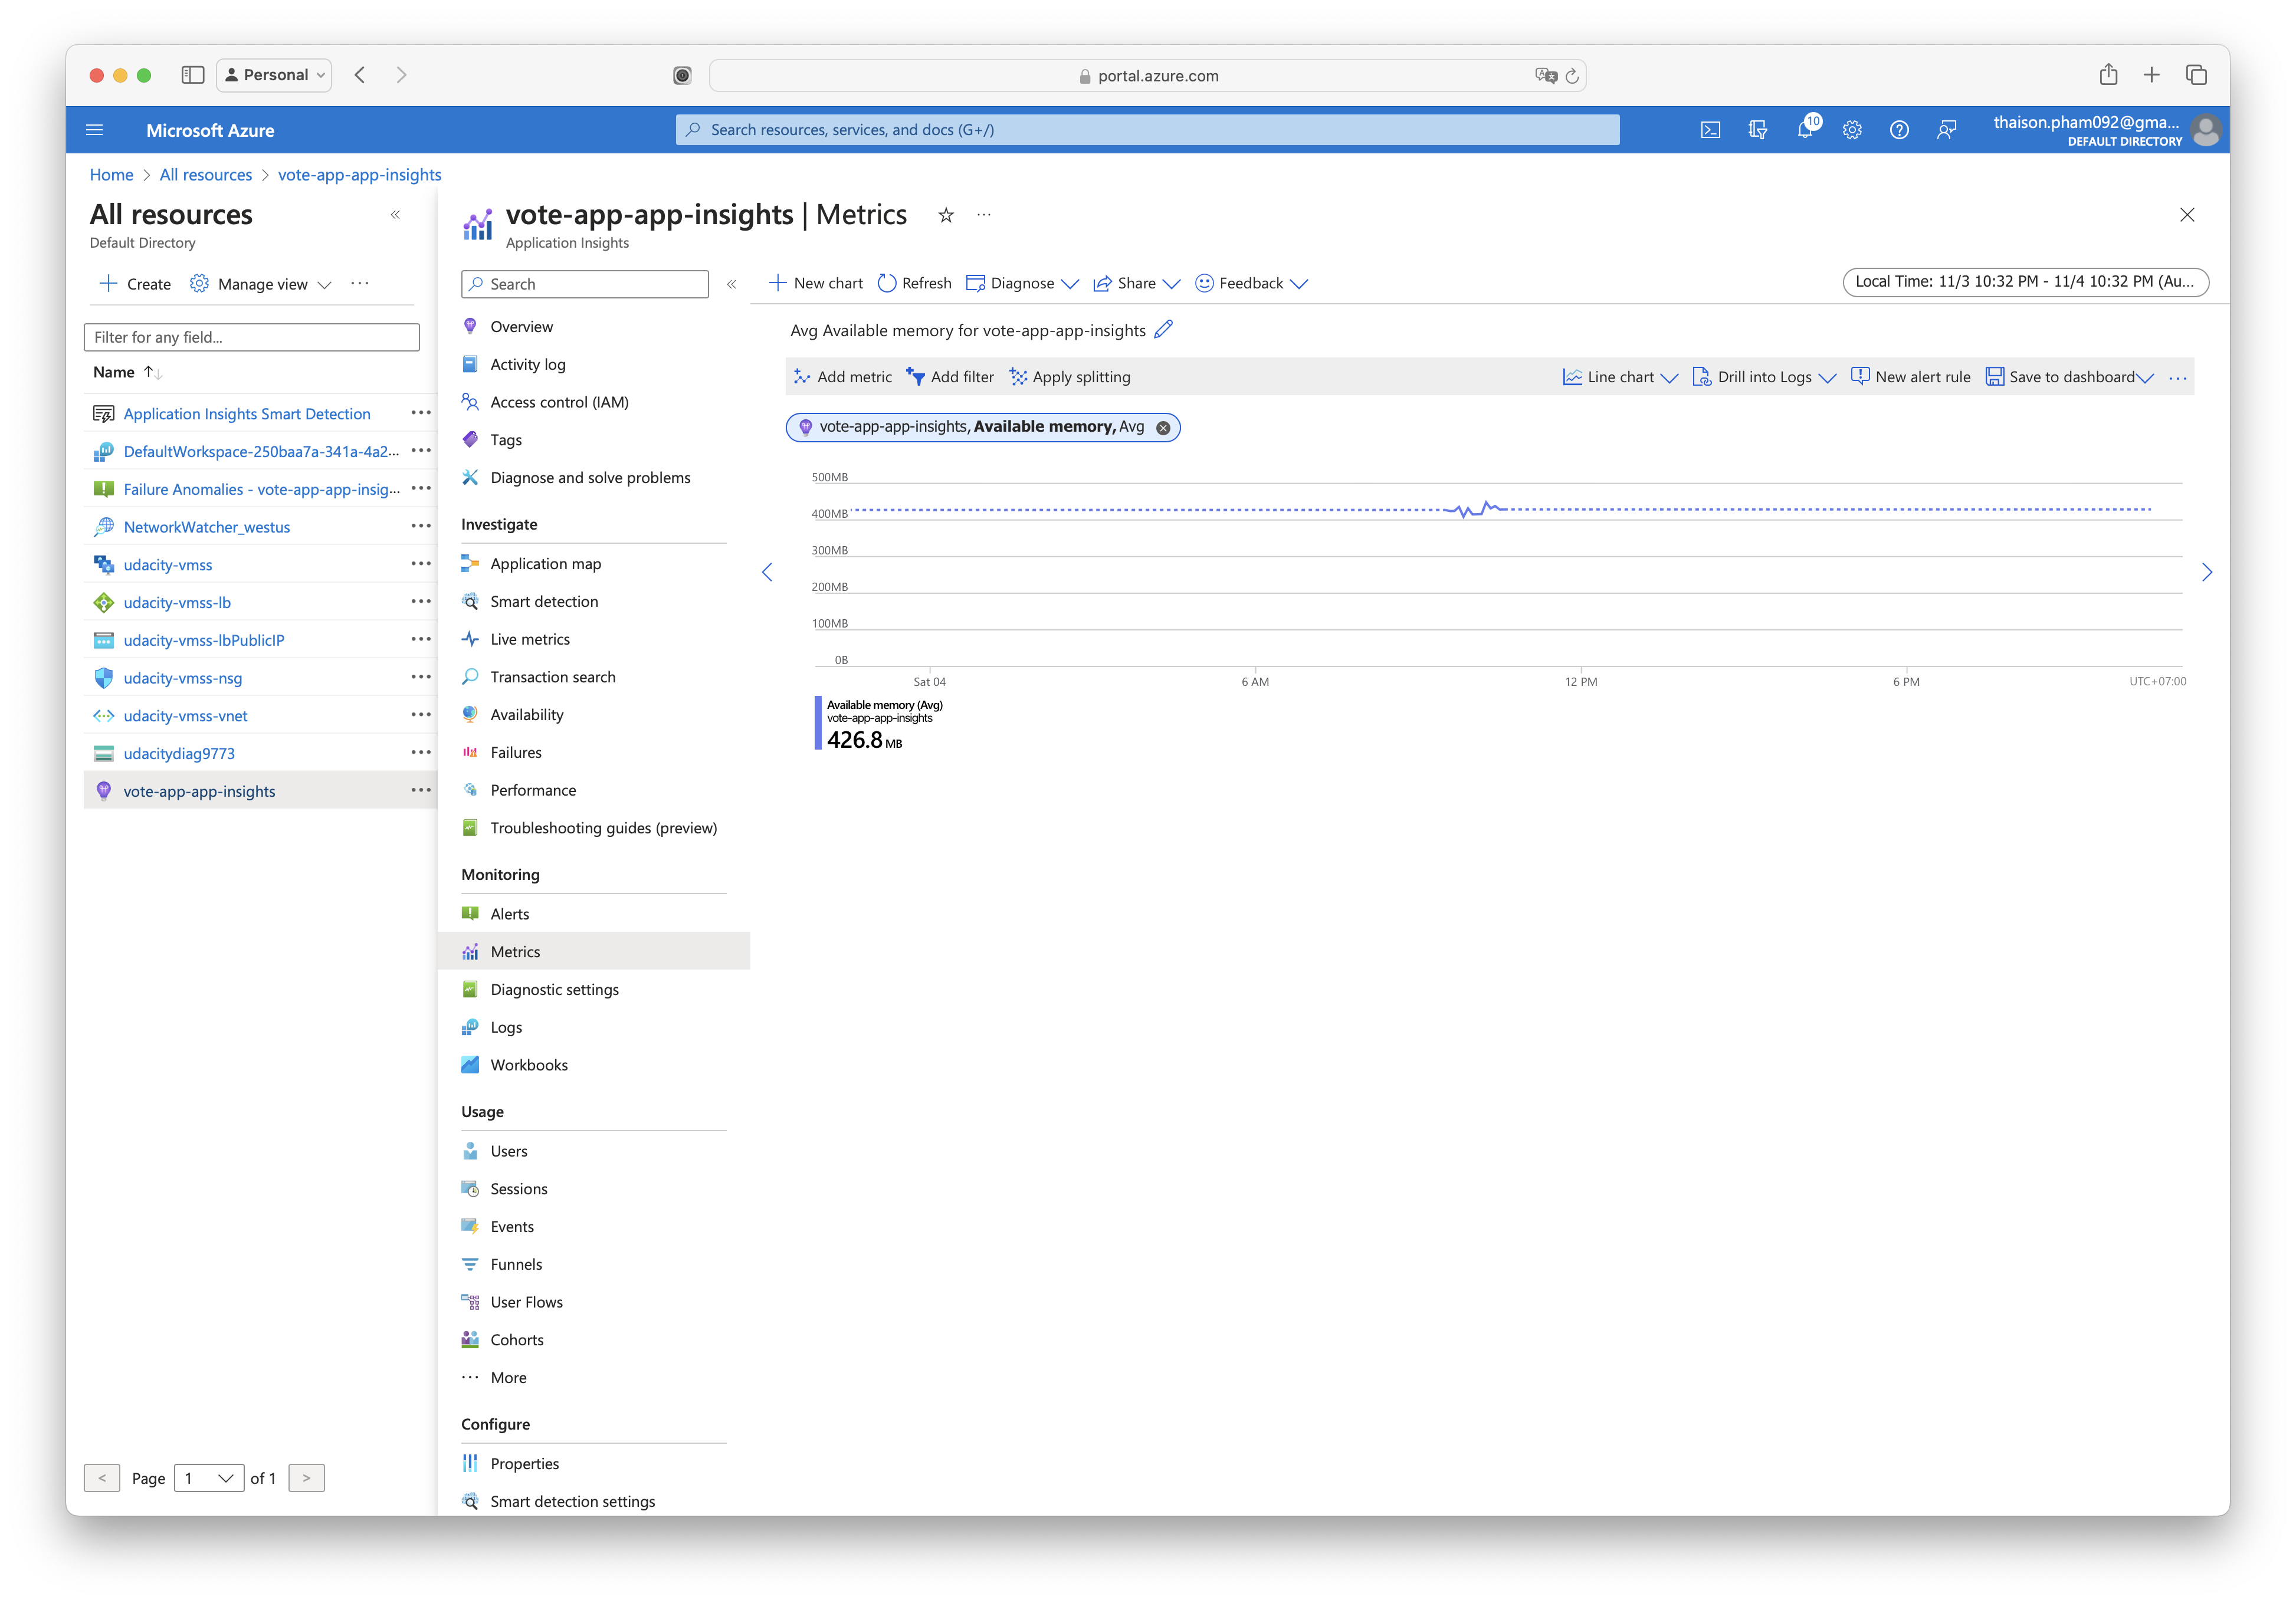 Personal
portal.azure.com
Microsoft Azure
Search resources, services, and docs (G+/)
10
thaison.pham092@gma...
DEFAULT DIRECTORY
Home > All resources > vote-app-app-insights
All resources
Default Directory
Create
Manage view
Filter for any field...
Name
Application Insights Smart Detection
DefaultWorkspace-250baa7a-341a-4a2...
Failure Anomalies - vote-app-app-insig...
NetworkWatcher_westus
udacity-vmss
udacity-vmss-lb
udacity-vmss-lbPublicIP
udacity-vmss-nsg
udacity-vmss-vnet
udacitydiag9773
vote-app-app-insights
< Page 1 of 1 >
vote-app-app-insights | Metrics
Application Insights
Search
Overview
Activity log
Access control (IAM)
Tags
Diagnose and solve problems
Investigate
Application map
Smart detection
Live metrics
Transaction search
Availability
Failures
Performance
Troubleshooting guides (preview)
Monitoring
Alerts
Metrics
Diagnostic settings
Logs
Workbooks
Usage
Users
Sessions
Events
Funnels
User Flows
Cohorts
More
Configure
Properties
Smart detection settings
New chart
Refresh
Diagnose
Share
Feedback
Local Time: 11/3 10:32 PM - 11/4 10:32 PM (Au...
Avg Available memory for vote-app-app-insights
Add metric
Add filter
Apply splitting
Line chart
Drill into Logs
New alert rule
Save to dashboard
vote-app-app-insights, Available memory, Avg
500MB
400MB
300MB
200MB
100MB
0B
Sat 04
6 AM
12 PM
6 PM
UTC+07:00
Available memory (Avg)
vote-app-app-insights
426.8 MB